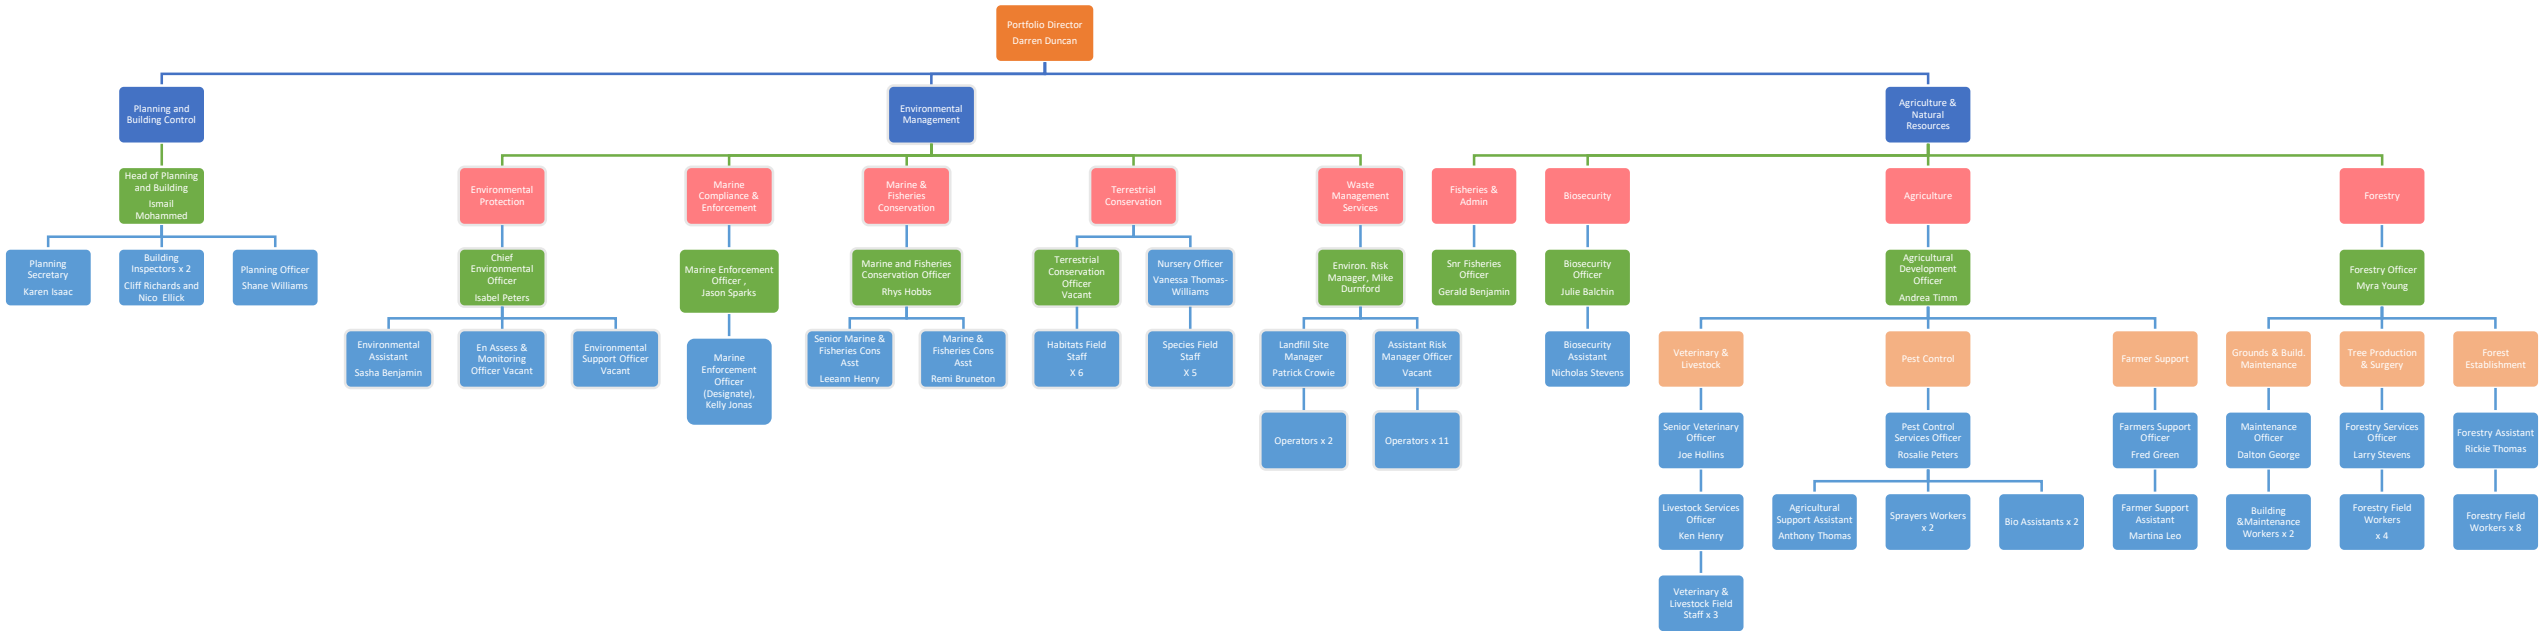 Portfolio Director
Darren Duncan
Planning and
Building Control
Environmental
Management
Agriculture &
Natural
Resources
Head of Planning
and Building
Ismail
Mohammed
Environmental
Protection
Marine
Compliance &
Enforcement
Marine &
Fisheries
Conservation
Terrestrial
Conservation
Waste
Management
Services
Fisheries &
Admin
Biosecurity
Agriculture
Forestry
Planning
Secretary
Karen Isaac
Building
Inspectors x 2
Cliff Richards and
Nico Ellick
Planning Officer
Shane Williams
Chief
Environmental
Officer
Isabel Peters
Marine Enforcement
Officer ,
Jason Sparks
Marine and Fisheries
Conservation Officer
Rhys Hobbs
Terrestrial
Conservation
Officer
Vacant
Nursery Officer
Vanessa Thomas-
Williams
Environ. Risk
Manager, Mike
Durnford
Snr Fisheries
Officer
Gerald Benjamin
Biosecurity
Officer
Julie Balchin
Agricultural
Development
Officer
Andrea Timm
Forestry Officer
Myra Young
Environmental
Assistant
Sasha Benjamin
En Assess &
Monitoring
Officer Vacant
Environmental
Support Officer
Vacant
Marine
Enforcement
Officer
(Designate),
Kelly Jonas
Senior Marine &
Fisheries Cons
Asst
Leeann Henry
Marine &
Fisheries Cons
Asst
Remi Bruneton
Habitats Field
Staff
X 6
Species Field
Staff
X 5
Landfill Site
Manager
Patrick Crowie
Assistant Risk
Manager Officer
Vacant
Biosecurity
Assistant
Nicholas Stevens
Veterinary &
Livestock
Pest Control
Farmer Support
Grounds & Build.
Maintenance
Tree Production
& Surgery
Forest
Establishment
Operators x 2
Operators x 11
Senior Veterinary
Officer
Joe Hollins
Pest Control
Services Officer
Rosalie Peters
Farmers Support
Officer
Fred Green
Maintenance
Officer
Dalton George
Forestry Services
Officer
Larry Stevens
Forestry Assistant
Rickie Thomas
Livestock Services
Officer
Ken Henry
Agricultural
Support Assistant
Anthony Thomas
Sprayers Workers
x 2
Bio Assistants x 2
Farmer Support
Assistant
Martina Leo
Building
&Maintenance
Workers x 2
Forestry Field
Workers
x 4
Forestry Field
Workers x 8
Veterinary &
Livestock Field
Staff x 3